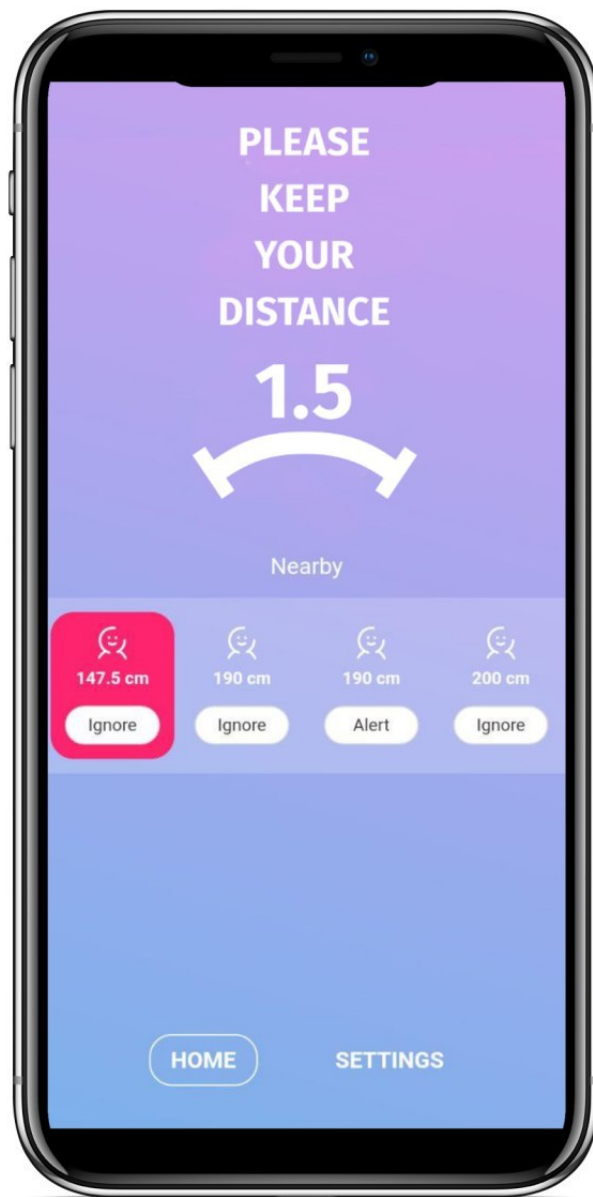 PLEASE
KEEP
YOUR
DISTANCE
1.5
Nearby
147.5 cm 190 cm 190 cm 200 cm
Ignore Ignore Alert Ignore
HOME SETTINGS